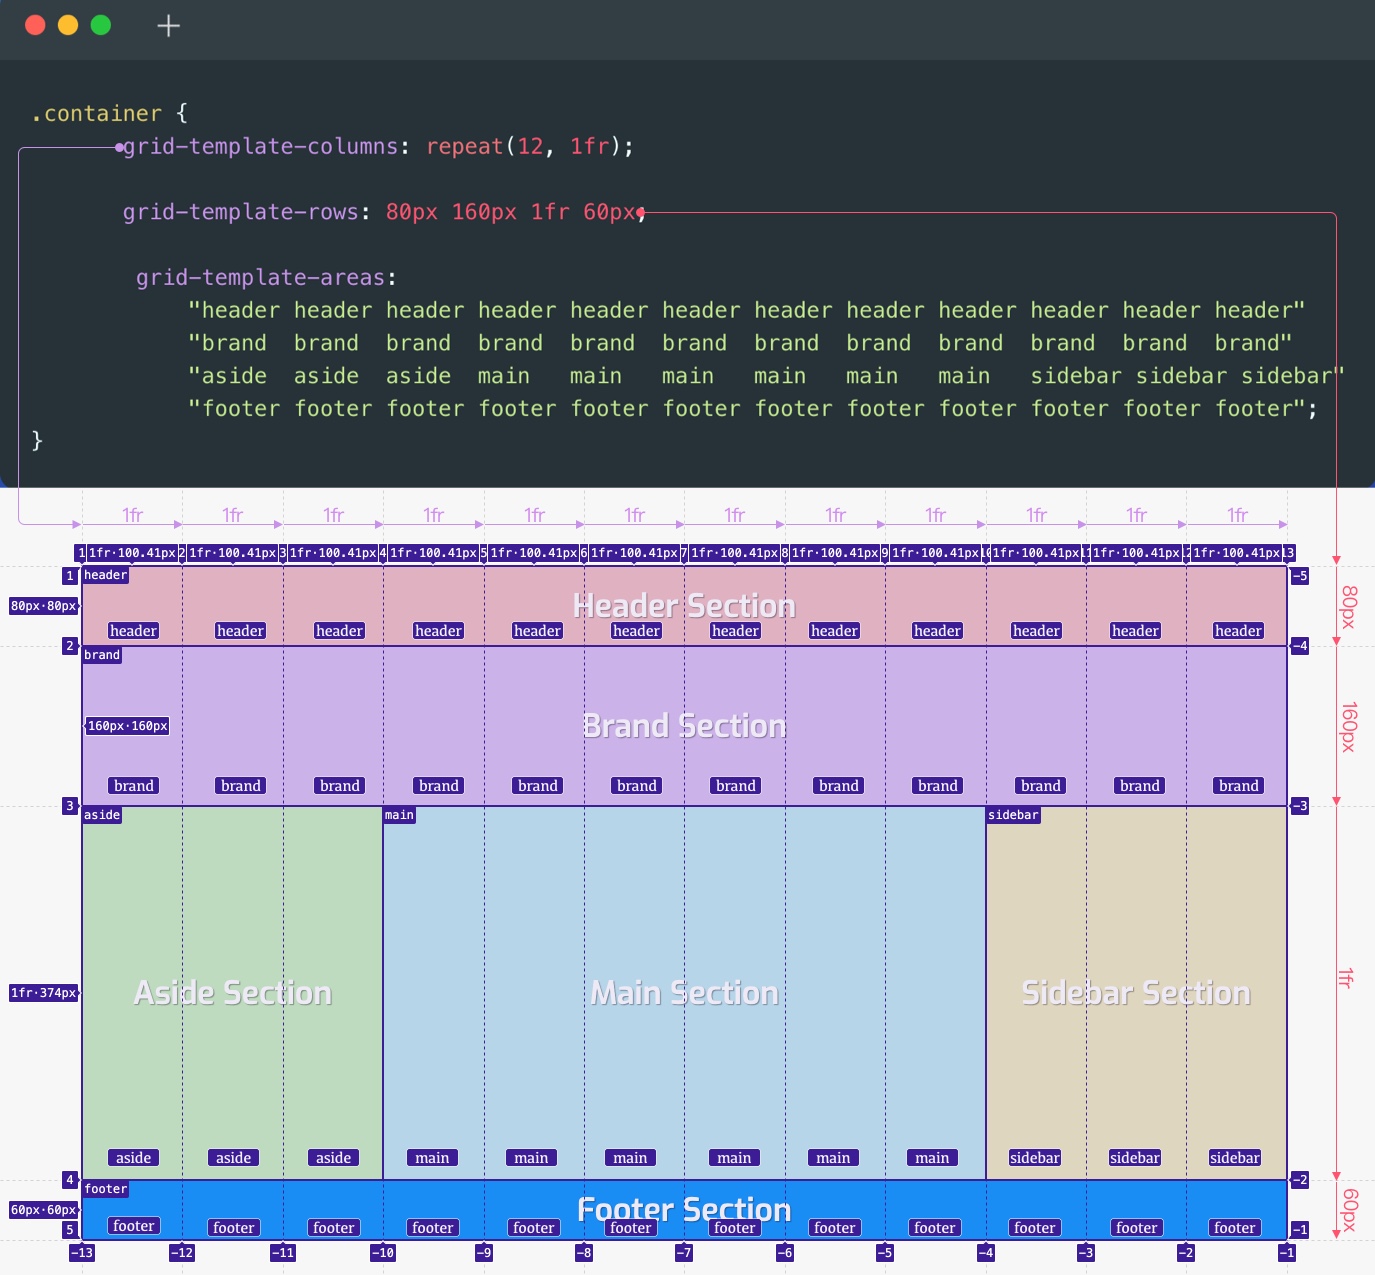 .container {
grid-template-columns: repeat(12, 1fr);
grid-template-rows: 80px 160px 1fr 60px;
grid-template-areas:
"header header header header header header header header header header header header"
"brand brand brand brand brand brand brand brand brand brand brand brand"
"aside aside aside main main main main main main sidebar sidebar sidebar"
"footer footer footer footer footer footer footer footer footer footer footer footer";
}
1fr 1fr 1fr 1fr 1fr 1fr 1fr 1fr 1fr 1fr 1fr 1fr
1 1fr·100.41px 2 1fr·100.41px 3 1fr·100.41px 4 1fr·100.41px 5 1fr·100.41px 6 1fr·100.41px 7 1fr·100.41px 8 1fr·100.41px 9 1fr·100.41px 1fr·100.41px 1fr·100.41px 1fr·100.41px 13
1 header -5
80px·80px Header Section 80px
header header header header header header header header header header header header
2 brand -4
160px·160px Brand Section 160px
brand brand brand brand brand brand brand brand brand brand brand brand
3 aside main sidebar -3
1fr·374px Aside Section Main Section Sidebar Section 1fr
aside aside aside main main main main main main sidebar sidebar sidebar
4 footer -2
60px·60px Footer Section 60px
5 footer footer footer footer footer footer footer footer footer footer footer footer -1
-13 -12 -11 -10 -9 -8 -7 -6 -5 -4 -3 -2 -1